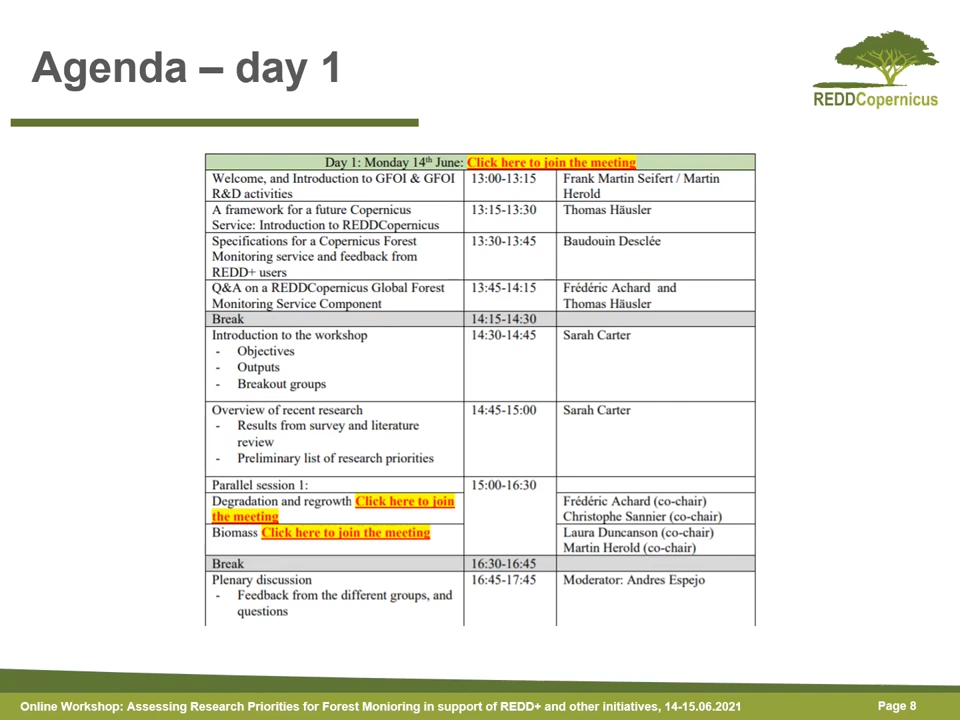 Agenda – day 1
REDDCopernicus
Day 1: Monday 14th June: Click here to join the meeting
Welcome, and Introduction to GFOI & GFOI R&D activities 13:00-13:15 Frank Martin Seifert / Martin Herold
A framework for a future Copernicus Service: Introduction to REDDCopernicus 13:15-13:30 Thomas Häusler
Specifications for a Copernicus Forest Monitoring service and feedback from REDD+ users 13:30-13:45 Baudouin Desclée
Q&A on a REDDCopernicus Global Forest Monitoring Service Component 13:45-14:15 Frédéric Achard and Thomas Häusler
Break 14:15-14:30
Introduction to the workshop 14:30-14:45 Sarah Carter
- Objectives
- Outputs
- Breakout groups
Overview of recent research 14:45-15:00 Sarah Carter
- Results from survey and literature review
- Preliminary list of research priorities
Parallel session 1: 15:00-16:30
Degradation and regrowth Click here to join the meeting Frédéric Achard (co-chair)
Christophe Sannier (co-chair)
Biomass Click here to join the meeting Laura Duncanson (co-chair)
Martin Herold (co-chair)
Break 16:30-16:45
Plenary discussion 16:45-17:45 Moderator: Andres Espejo
- Feedback from the different groups, and questions
Online Workshop: Assessing Research Priorities for Forest Monioring in support of REDD+ and other initiatives, 14-15.06.2021
Page 8